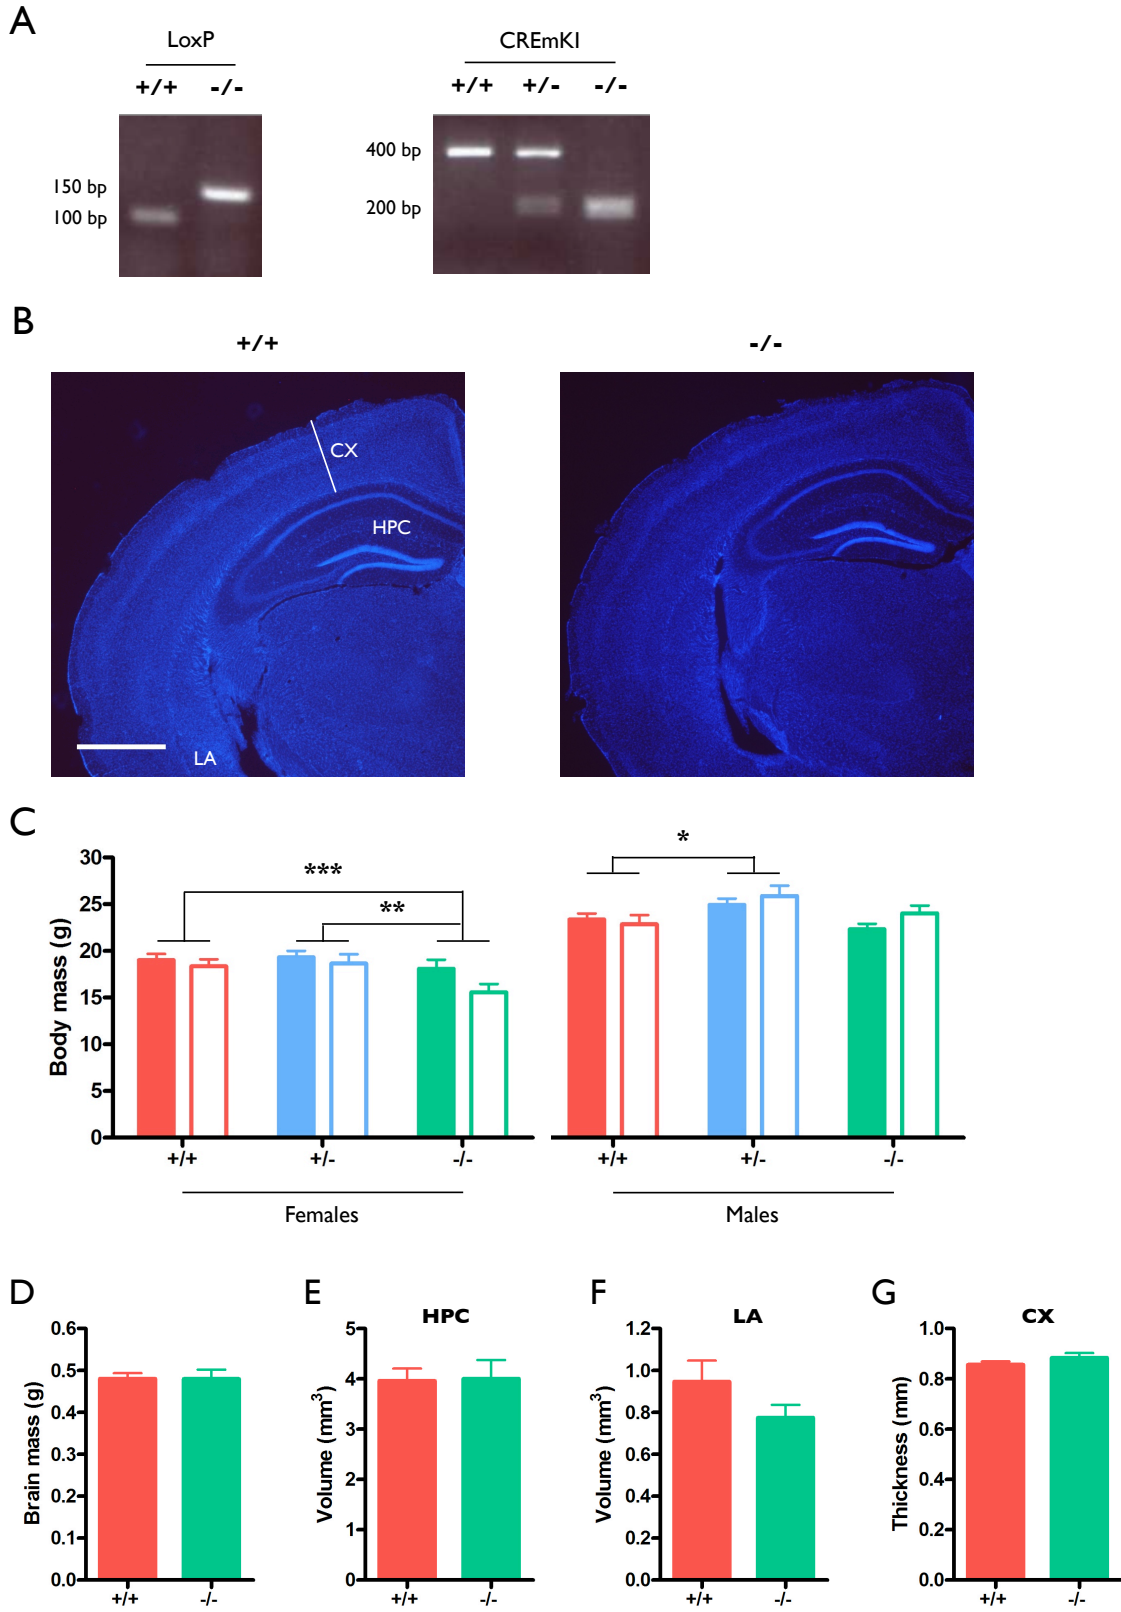 A
LoxP
+/+ -/-
150 bp
100 bp
CREmKI
+/+ +/- -/-
400 bp
200 bp
B
+/+ -/-
CX
HPC
LA
C
Body mass (g)
30
25
20
15
10
5
0
***
**
*
+/+ +/- -/- +/+ +/- -/-
Females Males
D
Brain mass (g)
0.6
0.5
0.4
0.3
0.2
0.1
0.0
+/+ -/-
E
HPC
Volume (mm³)
5
4
3
2
1
0
+/+ -/-
F
LA
Volume (mm³)
1.2
1.0
0.8
0.6
0.4
0.2
0.0
+/+ -/-
G
CX
Thickness (mm)
1.0
0.8
0.6
0.4
0.2
0.0
+/+ -/-